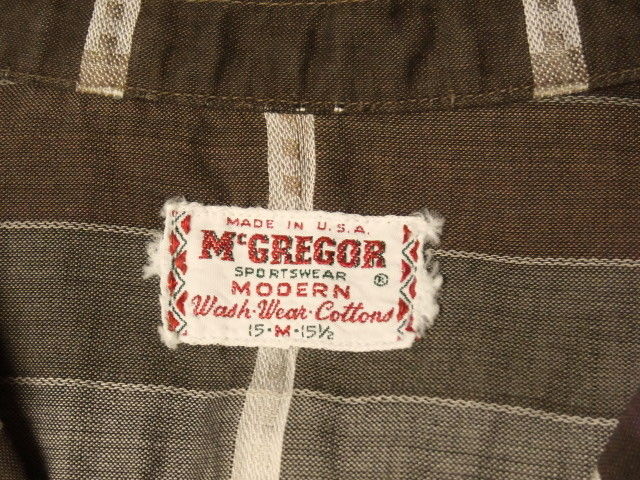 MADE IN U.S.A.
McGREGOR
SPORTSWEAR ®
MODERN
Wash-Wear-Cottons
15-M-15½